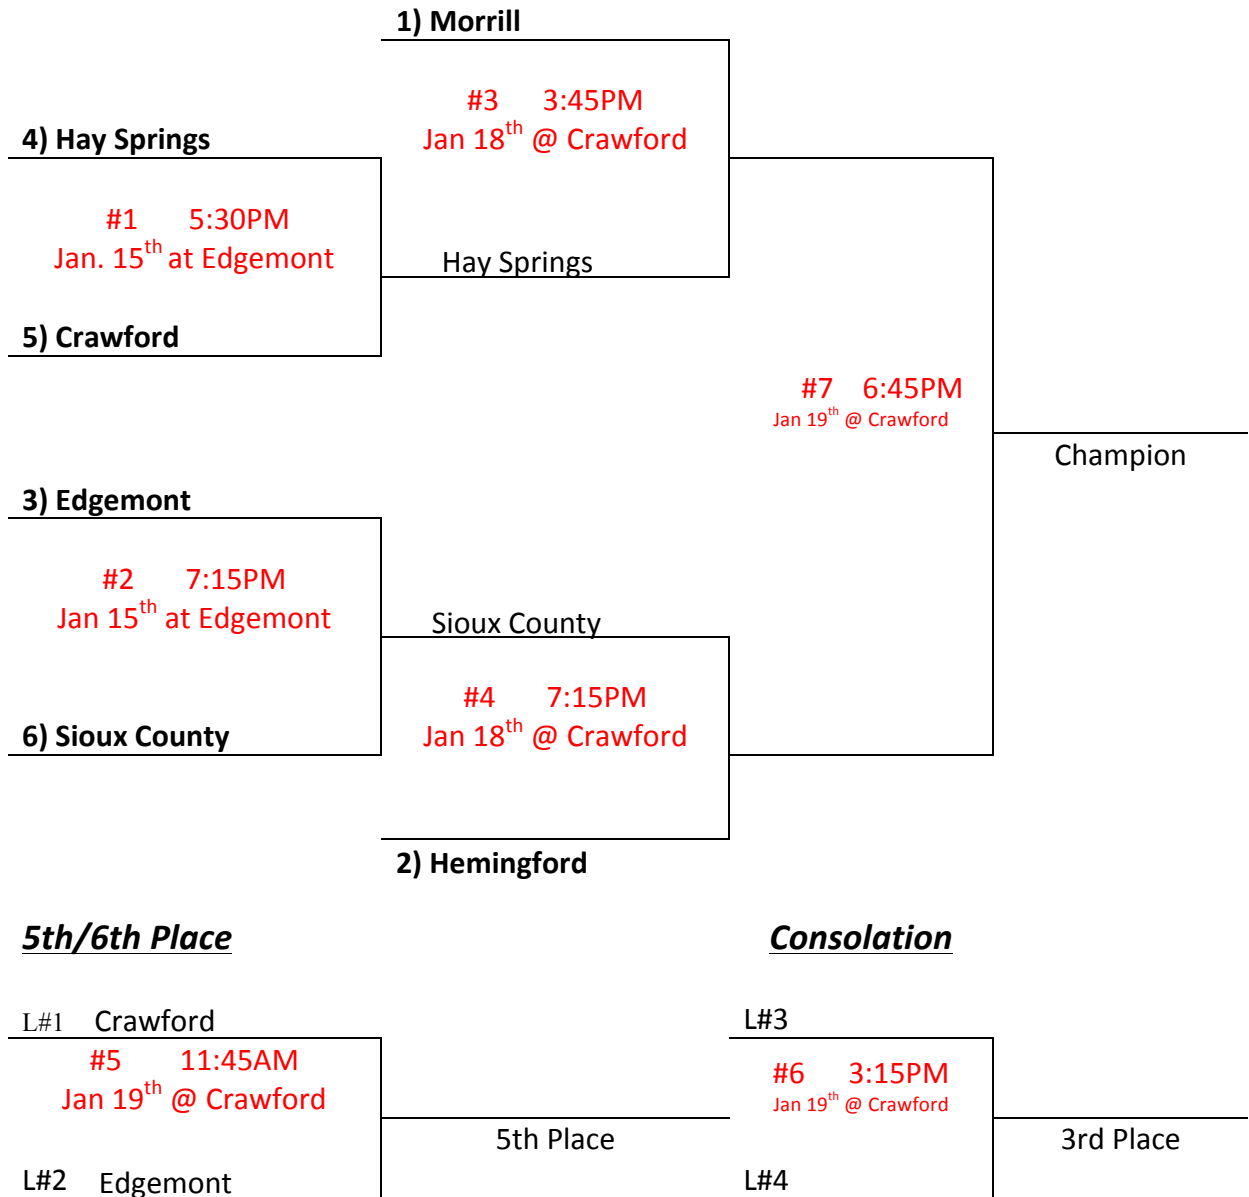 1) Morrill
#3 3:45PM
Jan 18th @ Crawford
4) Hay Springs
#1 5:30PM
Jan. 15th at Edgemont
Hay Springs
5) Crawford
#7 6:45PM
Jan 19th @ Crawford
Champion
3) Edgemont
#2 7:15PM
Jan 15th at Edgemont
Sioux County
#4 7:15PM
Jan 18th @ Crawford
6) Sioux County
2) Hemingford
5th/6th Place
Consolation
L#1 Crawford
L#3
#5 11:45AM
Jan 19th @ Crawford
#6 3:15PM
Jan 19th @ Crawford
5th Place
3rd Place
L#2 Edgemont
L#4